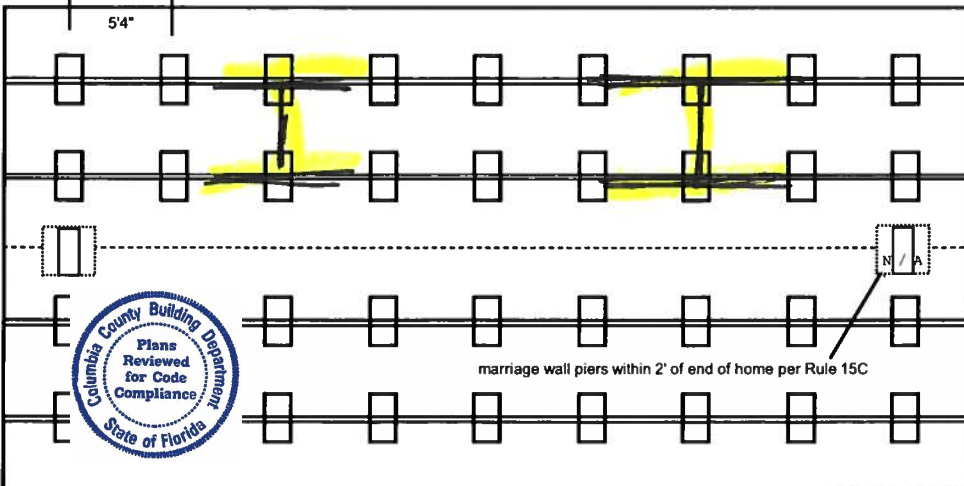 5'4"
N / A
marriage wall piers within 2' of end of home per Rule 15C
Columbia County Building Department
Plans
Reviewed
for Code
Compliance
State of Florida